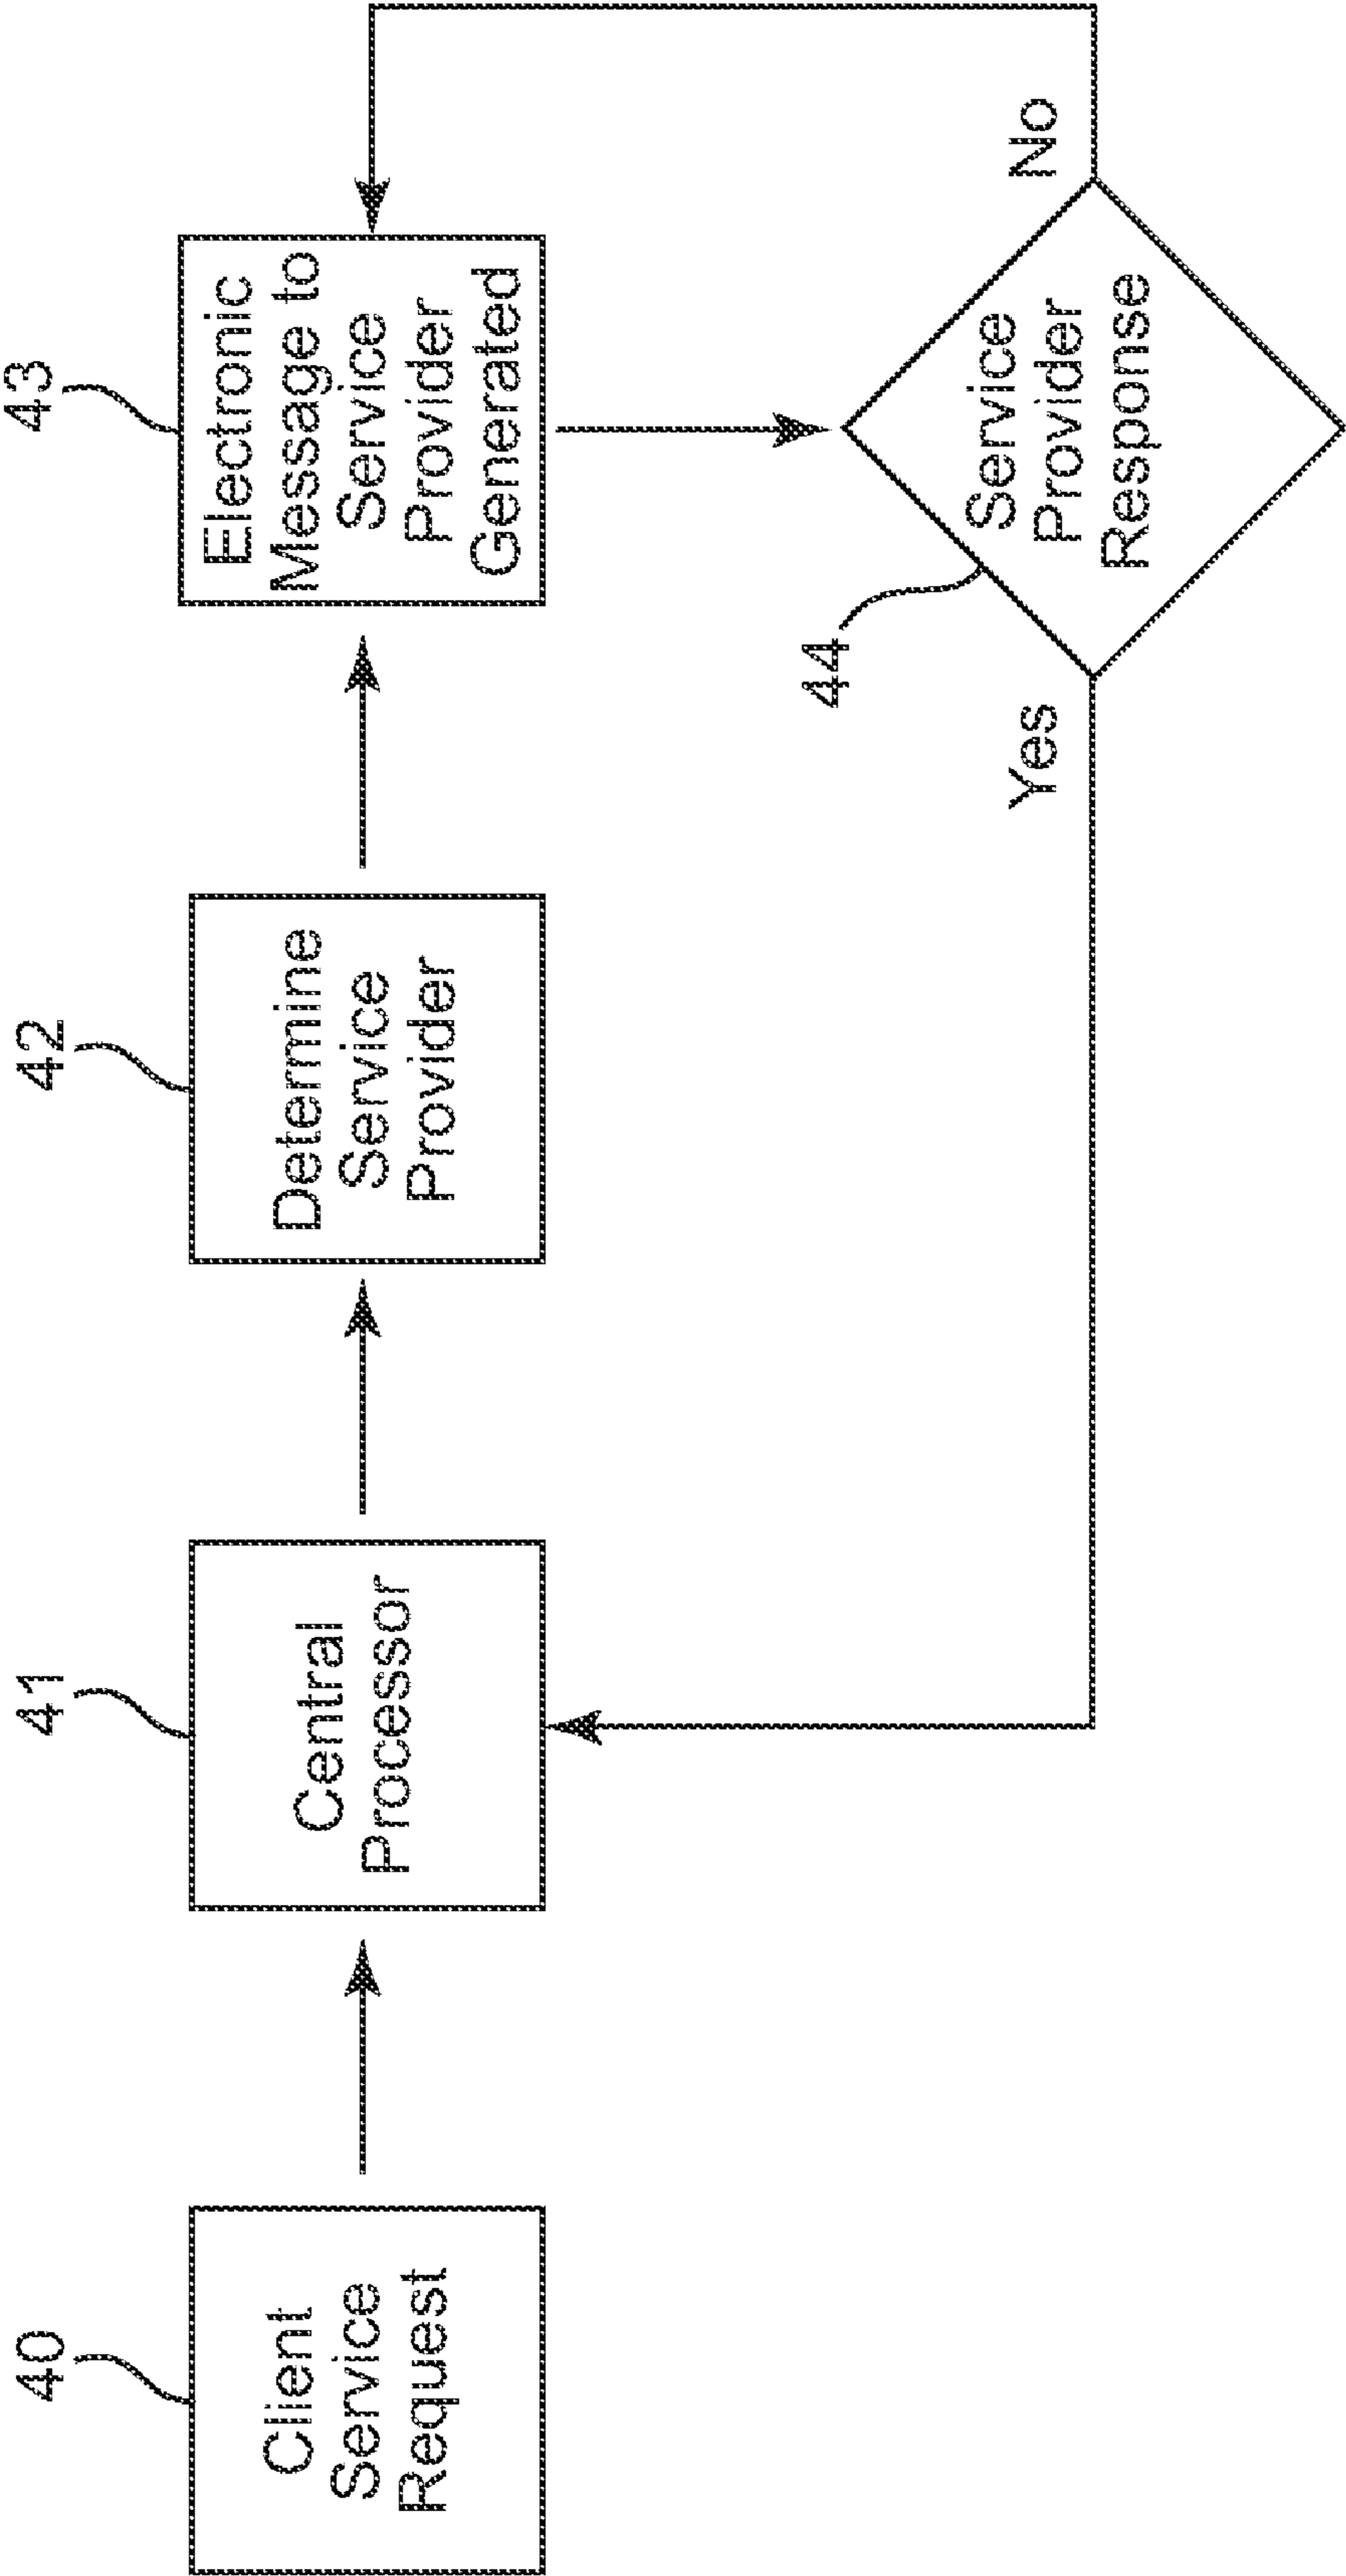 40
Client
Service
Request
41
Central
Processor
42
Determine
Service
Provider
43
Electronic
Message to
Service
Provider
Generated
44
Service
Provider
Response
Yes
No